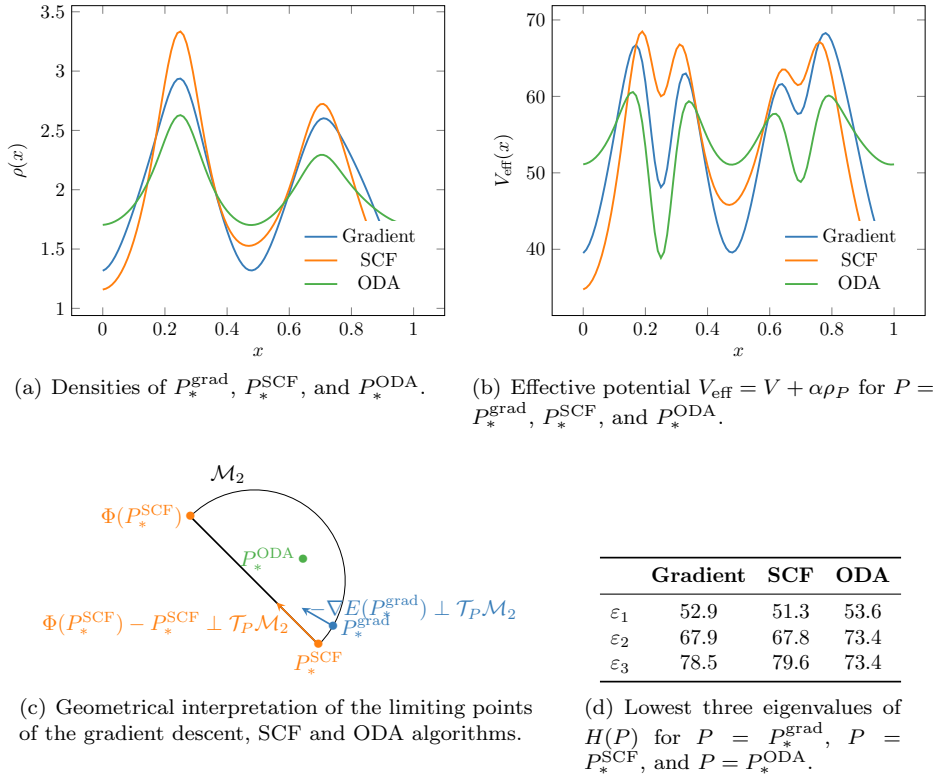 3.5
3
2.5
2
1.5
1
ρ(x)
0 0.2 0.4 0.6 0.8 1
x
Gradient
SCF
ODA
70
60
50
40
V_eff(x)
0 0.2 0.4 0.6 0.8 1
x
Gradient
SCF
ODA
(a) Densities of P_*^grad, P_*^SCF, and P_*^ODA.
(b) Effective potential V_eff = V + αρ_P for P =
P_*^grad, P_*^SCF, and P_*^ODA.
M_2
Φ(P_*^SCF)
P_*^ODA
−∇E(P_*^grad) ⊥ T_P M_2
Φ(P_*^SCF) − P_*^SCF ⊥ T_P M_2
P_*^grad
P_*^SCF
(c) Geometrical interpretation of the limiting points
of the gradient descent, SCF and ODA algorithms.
Gradient SCF ODA
ε_1 52.9 51.3 53.6
ε_2 67.9 67.8 73.4
ε_3 78.5 79.6 73.4
(d) Lowest three eigenvalues of
H(P) for P = P_*^grad, P =
P_*^SCF, and P = P_*^ODA.